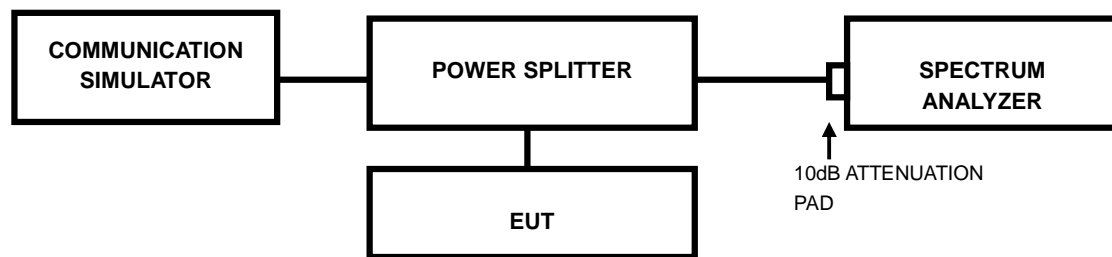 COMMUNICATION
SIMULATOR
POWER SPLITTER
SPECTRUM
ANALYZER
10dB ATTENUATION
PAD
EUT